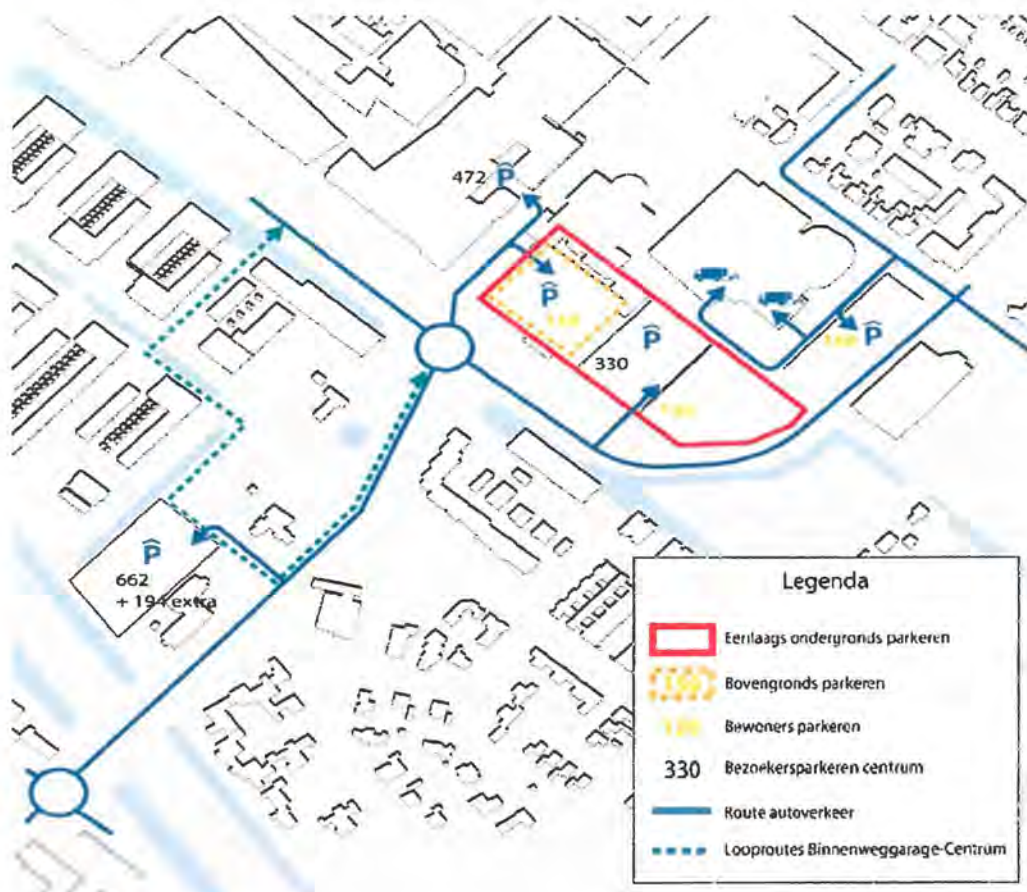 472 P
P
P
330
P
P
662
+ 194 extra
Legenda
Eenlaags ondergronds parkeren
Bovengronds parkeren
Bewoners parkeren
330 Bezoekersparkeren centrum
Route autoverkeer
Looproutes Binnenweggarage-Centrum